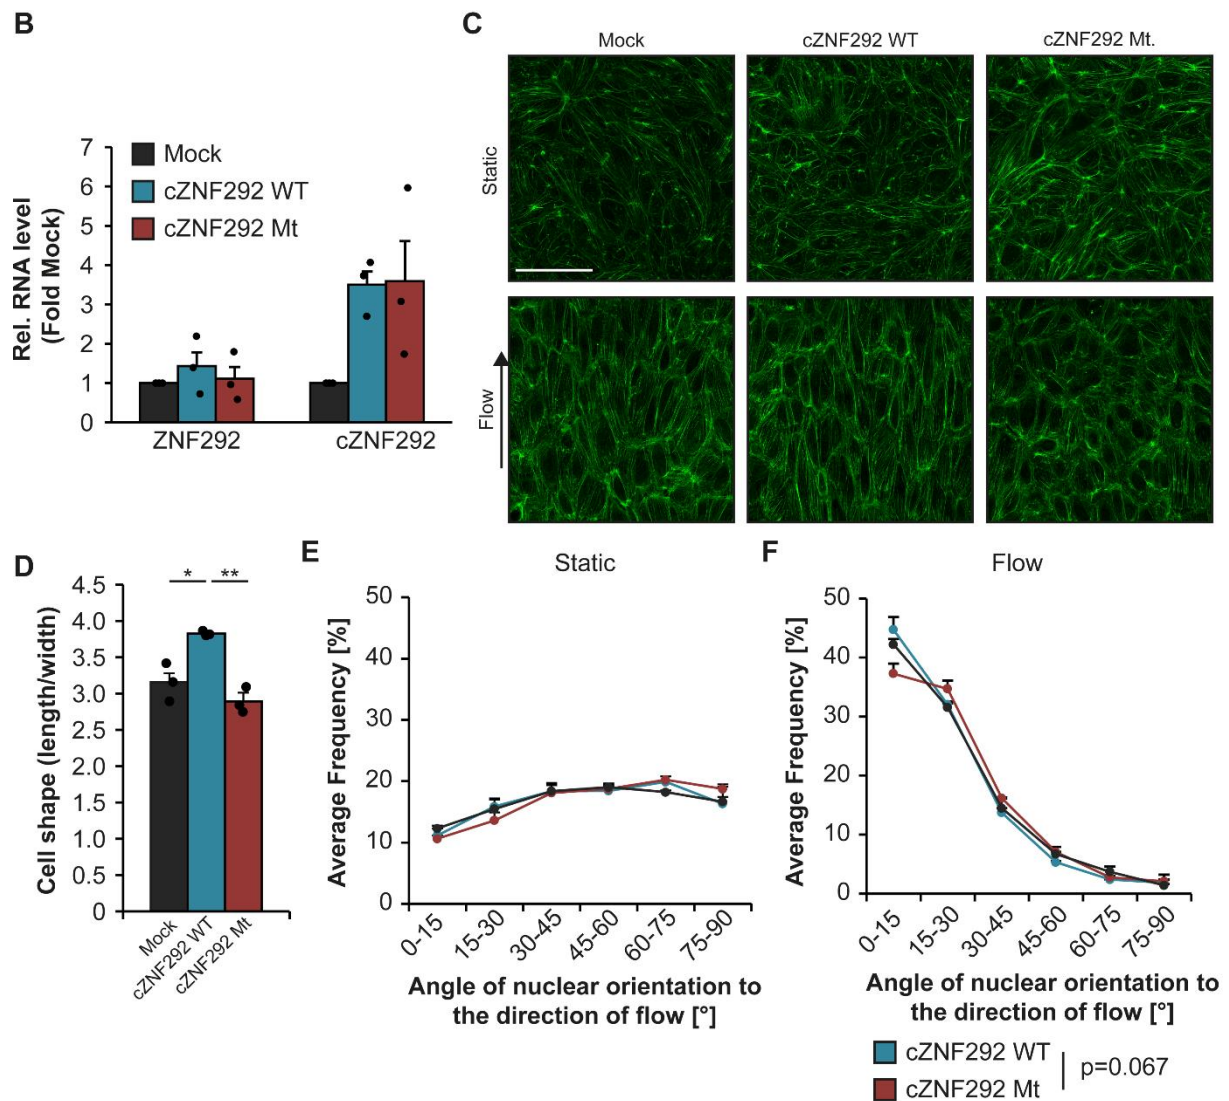 B
7
6
5
4
3
2
1
0
Rel. RNA level
(Fold Mock)
Mock
cZNF292 WT
cZNF292 Mt
ZNF292
cZNF292
C
Mock
cZNF292 WT
cZNF292 Mt.
Static
Flow
D
4.5
4.0
3.5
3.0
2.5
2.0
1.5
1.0
0.5
0
Cell shape (length/width)
*
**
Mock
cZNF292 WT
cZNF292 Mt
E
Static
50
40
30
20
10
0
Average Frequency [%]
0-15
15-30
30-45
45-60
60-75
75-90
Angle of nuclear orientation to
the direction of flow [°]
F
Flow
50
40
30
20
10
0
Average Frequency [%]
0-15
15-30
30-45
45-60
60-75
75-90
Angle of nuclear orientation to
the direction of flow [°]
cZNF292 WT
cZNF292 Mt
p=0.067